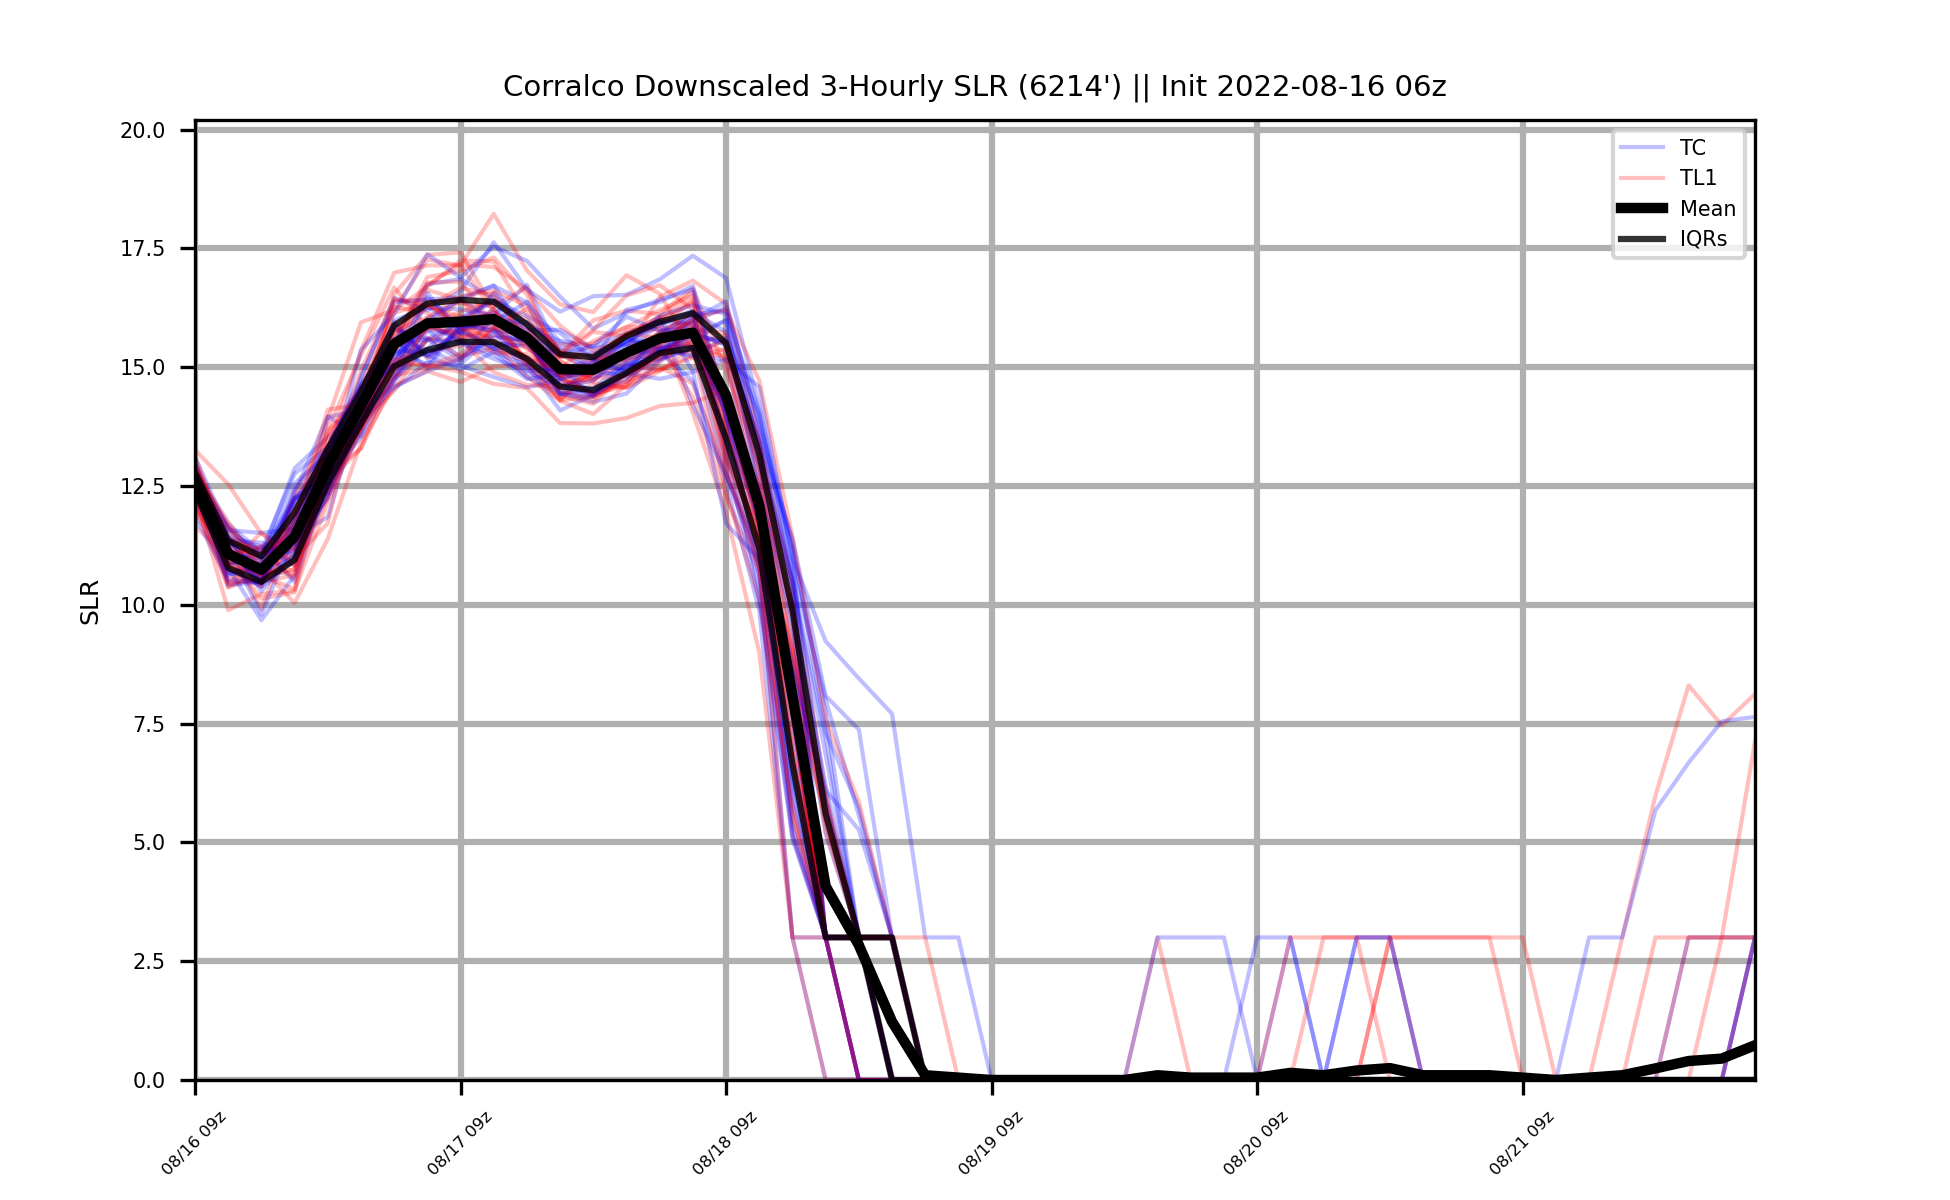 Corralco Downscaled 3-Hourly SLR (6214') || Init 2022-08-16 06z
20.0
17.5
15.0
12.5
10.0
7.5
5.0
2.5
0.0
SLR
TC
TL1
Mean
IQRs
08/16 09z
08/17 09z
08/18 09z
08/19 09z
08/20 09z
08/21 09z